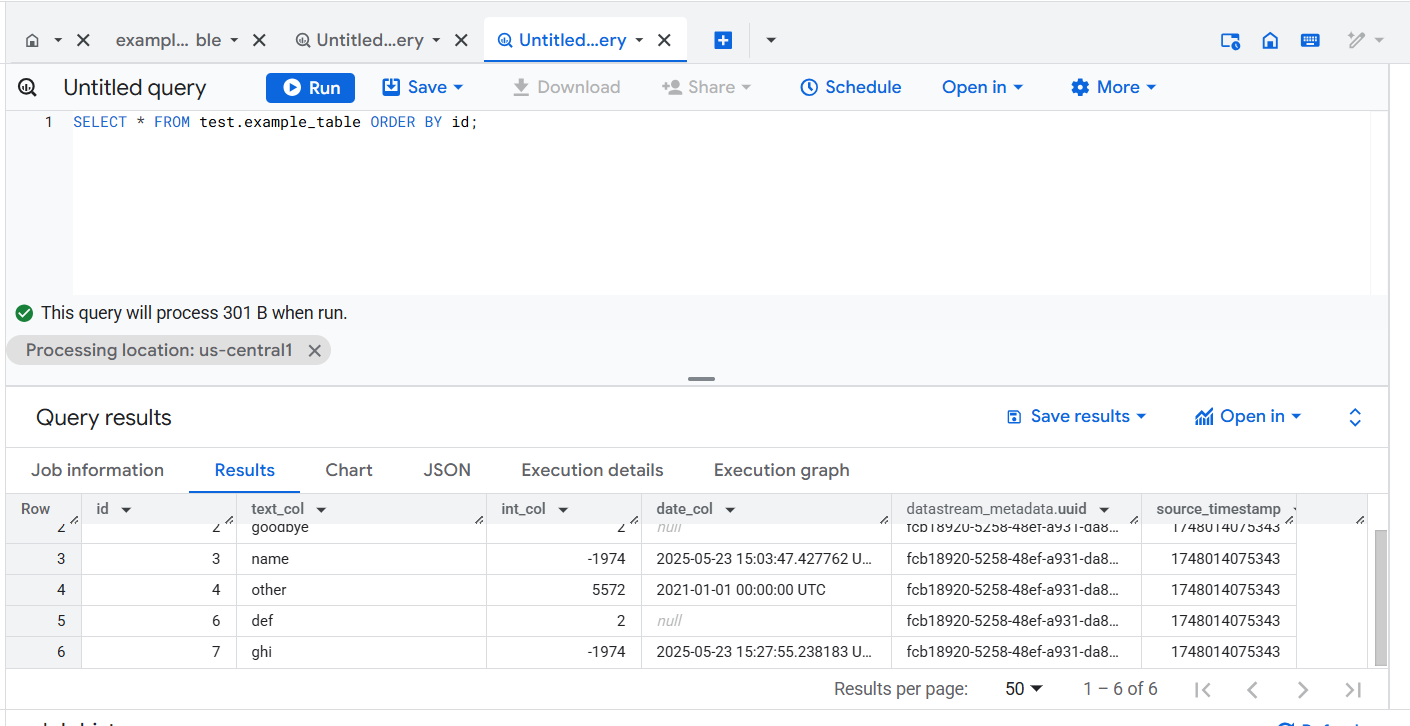 exampl... ble
Untitled...ery
Untitled...ery
Untitled query
Run
Save
Download
Share
Schedule
Open in
More
1 SELECT * FROM test.example_table ORDER BY id;
This query will process 301 B when run.
Processing location: us-central1
Query results
Save results
Open in
Job information
Results
Chart
JSON
Execution details
Execution graph
Row id text_col int_col date_col datastream_metadata.uuid source_timestamp
2 2 goodbye 2 null fcb18920-5258-48ef-a931-da8... 1748014075343
3 3 name -1974 2025-05-23 15:03:47.427762 U... fcb18920-5258-48ef-a931-da8... 1748014075343
4 4 other 5572 2021-01-01 00:00:00 UTC fcb18920-5258-48ef-a931-da8... 1748014075343
5 6 def 2 null fcb18920-5258-48ef-a931-da8... 1748014075343
6 7 ghi -1974 2025-05-23 15:27:55.238183 U... fcb18920-5258-48ef-a931-da8... 1748014075343
Results per page: 50 1 – 6 of 6